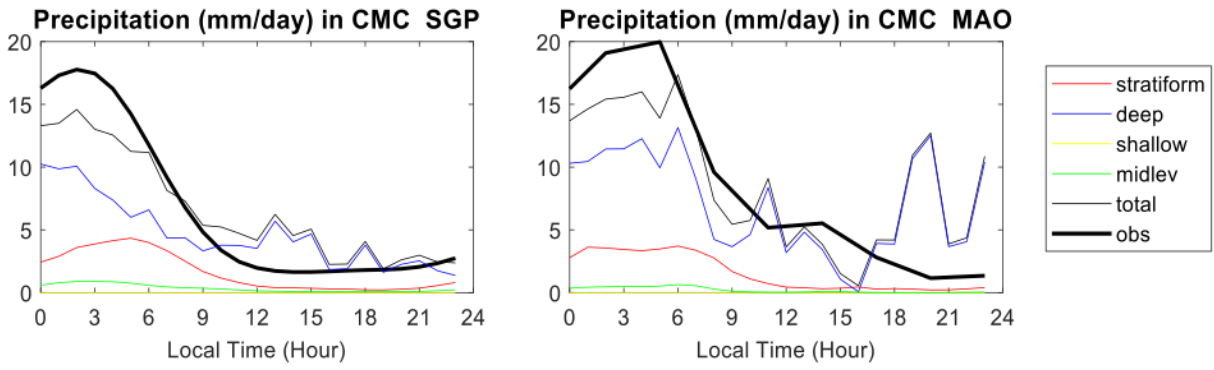 Precipitation (mm/day) in CMC SGP
20
15
10
5
0
0 3 6 9 12 15 18 21 24
Local Time (Hour)
Precipitation (mm/day) in CMC MAO
20
15
10
5
0
0 3 6 9 12 15 18 21 24
Local Time (Hour)
stratiform
deep
shallow
midlev
total
obs